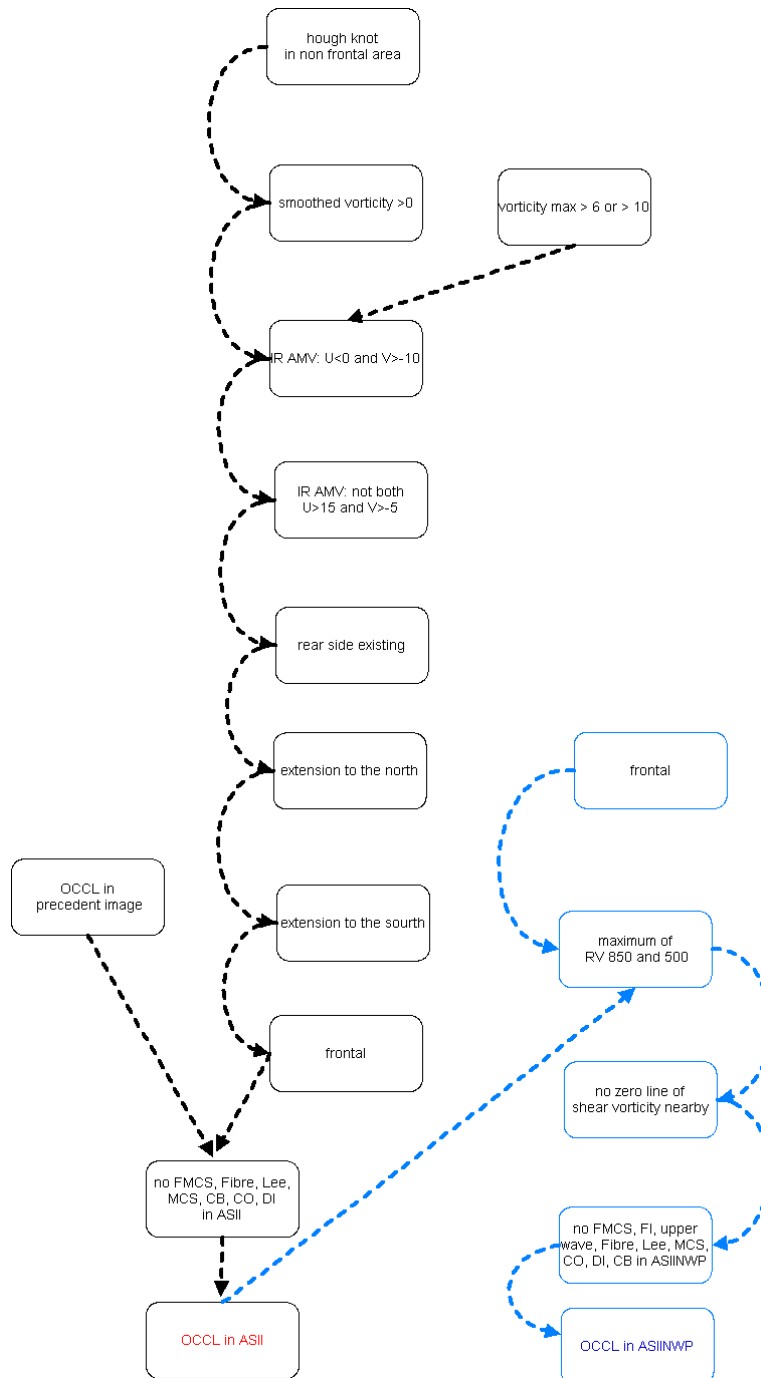 hough knot
in non frontal area
smoothed vorticity >0
vorticity max > 6 or > 10
IR AMV: U<0 and V>-10
IR AMV: not both
U>15 and V>-5
rear side existing
extension to the north
frontal
OCCL in
precedent image
extension to the sourth
maximum of
RV 850 and 500
frontal
no zero line of
shear vorticity nearby
no FMCS, Fibre, Lee,
MCS, CB, CO, DI
in ASII
no FMCS, FI, upper
wave, Fibre, Lee, MCS,
CO, DI, CB in ASIINWP
OCCL in ASII
OCCL in ASIINWP